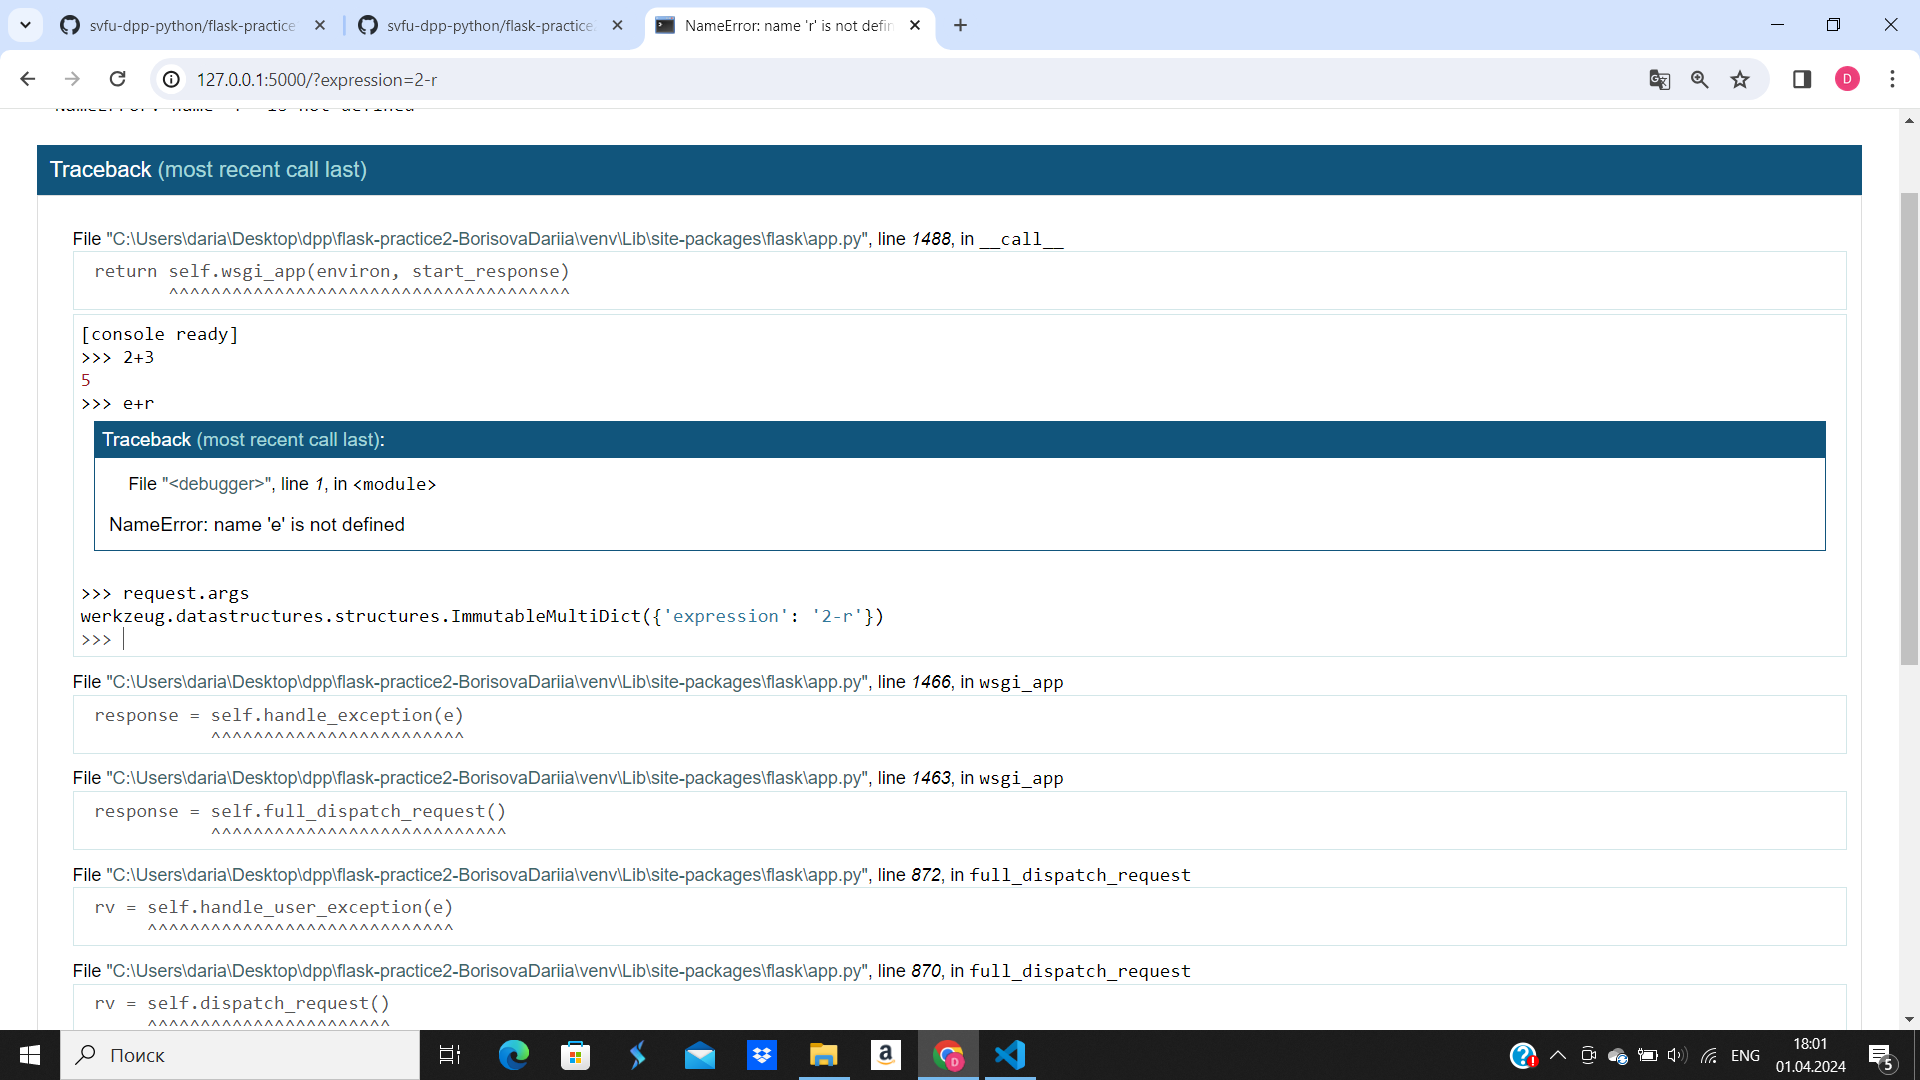 svfu-dpp-python/flask-practice
svfu-dpp-python/flask-practice
NameError: name 'r' is not defin
127.0.0.1:5000/?expression=2-r
D
NameError: name 'r' is not defined
Traceback (most recent call last)
File "C:\Users\daria\Desktop\dpp\flask-practice2-BorisovaDariia\venv\Lib\site-packages\flask\app.py", line 1488, in __call__
return self.wsgi_app(environ, start_response)
^^^^^^^^^^^^^^^^^^^^^^^^^^^^^^^^^^^^^^
[console ready]
>>> 2+3
5
>>> e+r
Traceback (most recent call last):
File "<debugger>", line 1, in <module>
NameError: name 'e' is not defined
>>> request.args
werkzeug.datastructures.structures.ImmutableMultiDict({'expression': '2-r'})
>>>
File "C:\Users\daria\Desktop\dpp\flask-practice2-BorisovaDariia\venv\Lib\site-packages\flask\app.py", line 1466, in wsgi_app
response = self.handle_exception(e)
^^^^^^^^^^^^^^^^^^^^^^^^
File "C:\Users\daria\Desktop\dpp\flask-practice2-BorisovaDariia\venv\Lib\site-packages\flask\app.py", line 1463, in wsgi_app
response = self.full_dispatch_request()
^^^^^^^^^^^^^^^^^^^^^^^^^^^^
File "C:\Users\daria\Desktop\dpp\flask-practice2-BorisovaDariia\venv\Lib\site-packages\flask\app.py", line 872, in full_dispatch_request
rv = self.handle_user_exception(e)
^^^^^^^^^^^^^^^^^^^^^^^^^^^^^
File "C:\Users\daria\Desktop\dpp\flask-practice2-BorisovaDariia\venv\Lib\site-packages\flask\app.py", line 870, in full_dispatch_request
rv = self.dispatch_request()
^^^^^^^^^^^^^^^^^^^^^^^
Поиск
ENG
18:01
01.04.2024
5